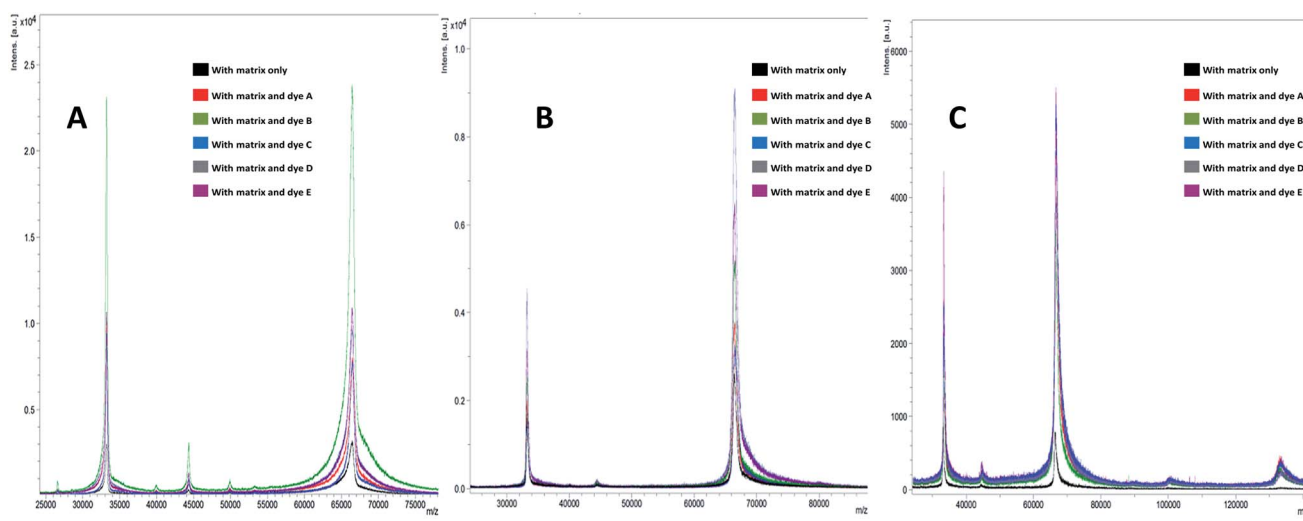 Intens. [a.u.]
x10⁴
2.5
2.0
1.5
1.0
0.5
25000 30000 35000 40000 45000 50000 55000 60000 65000 70000 75000
m/z
A
With matrix only
With matrix and dye A
With matrix and dye B
With matrix and dye C
With matrix and dye D
With matrix and dye E
Intens. [a.u.]
x10⁴
1.0
0.8
0.6
0.4
0.2
0.0
30000 40000 50000 60000 70000 80000
m/z
B
With matrix only
With matrix and dye A
With matrix and dye B
With matrix and dye C
With matrix and dye D
With matrix and dye E
Intens. [a.u.]
6000
5000
4000
3000
2000
1000
0
40000 60000 80000 100000 120000
C
With matrix only
With matrix and dye A
With matrix and dye B
With matrix and dye C
With matrix and dye D
With matrix and dye E